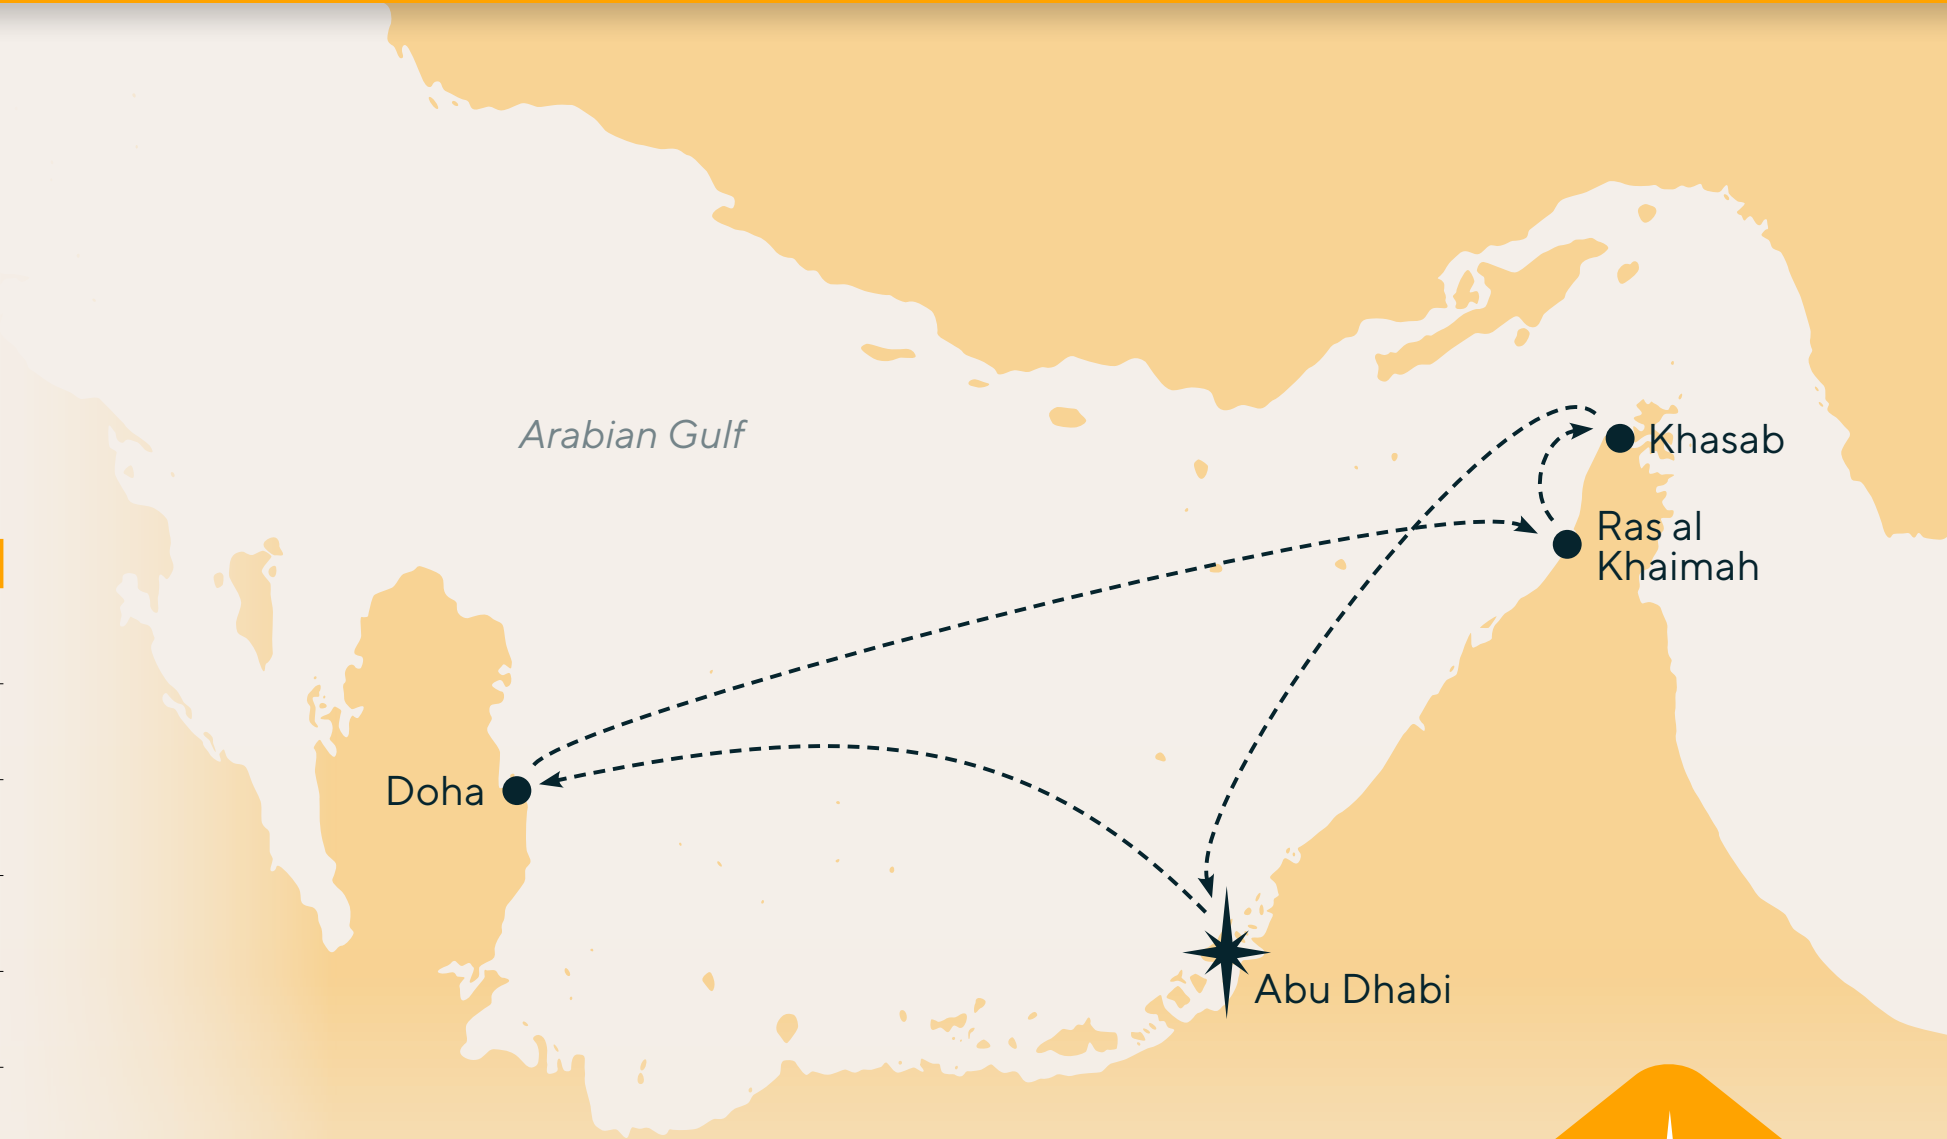 Arabian Gulf
Khasab
Ras al
Khaimah
Doha
Abu Dhabi